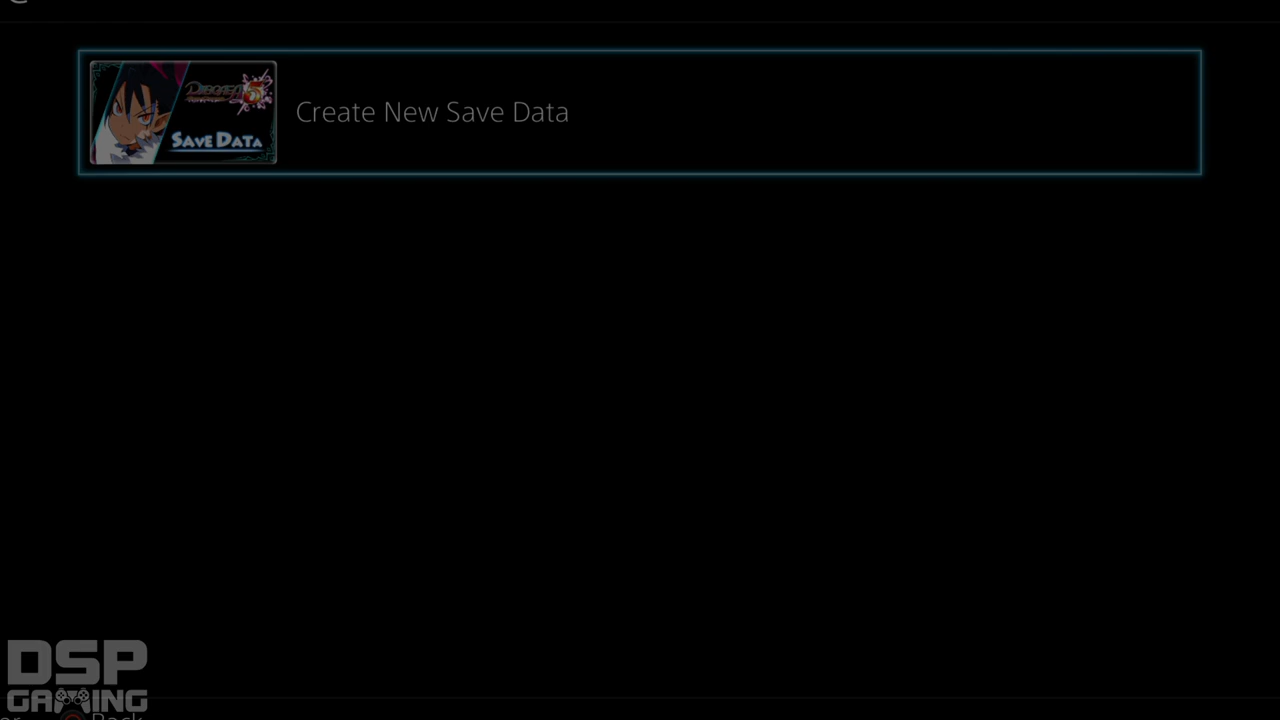 DISGAEA 5
SAVE DATA
Create New Save Data
DSP
GAMING
Back